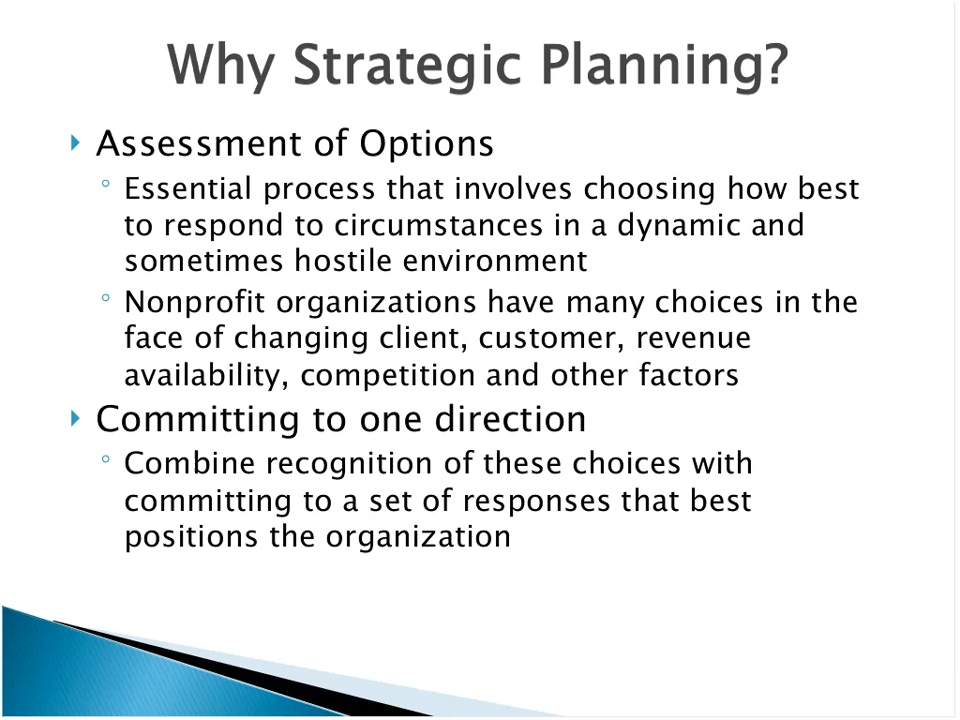 Why Strategic Planning?
Assessment of Options
Essential process that involves choosing how best
to respond to circumstances in a dynamic and
sometimes hostile environment
Nonprofit organizations have many choices in the
face of changing client, customer, revenue
availability, competition and other factors
Committing to one direction
Combine recognition of these choices with
committing to a set of responses that best
positions the organization